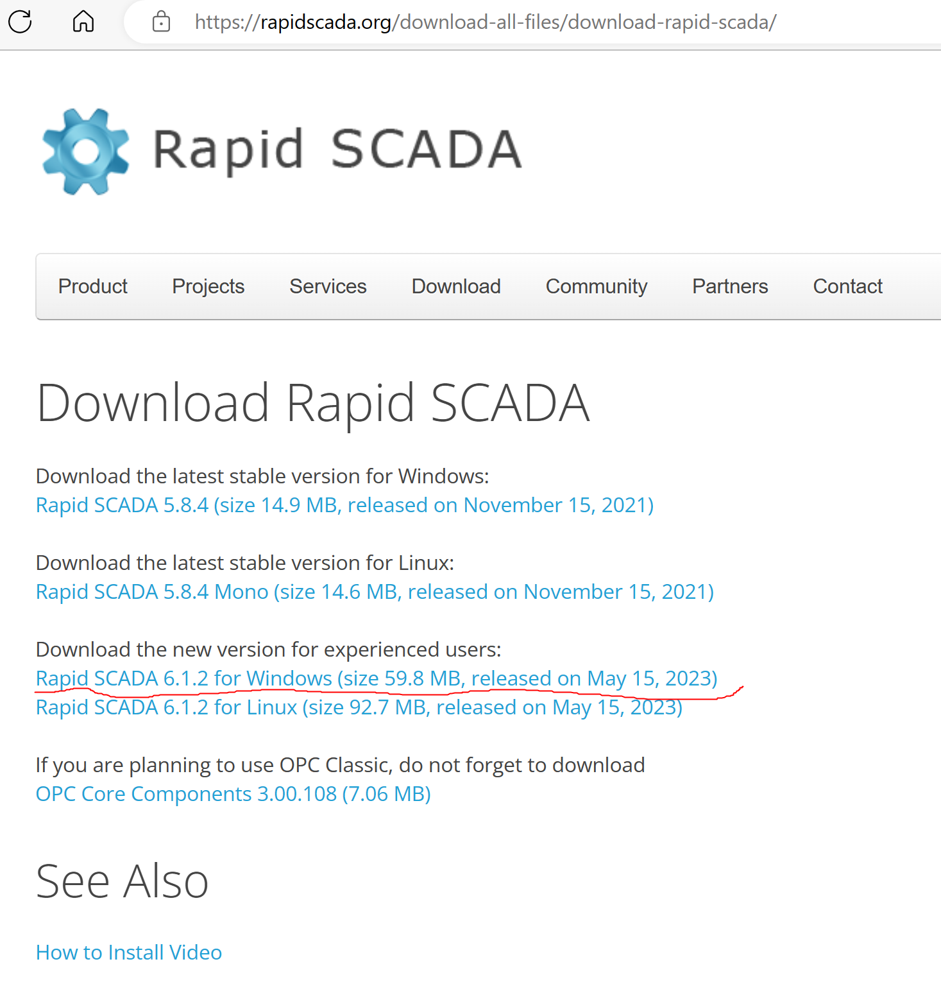 https://rapidscada.org/download-all-files/download-rapid-scada/
Rapid SCADA
Product Projects Services Download Community Partners Contact
Download Rapid SCADA
Download the latest stable version for Windows:
Rapid SCADA 5.8.4 (size 14.9 MB, released on November 15, 2021)
Download the latest stable version for Linux:
Rapid SCADA 5.8.4 Mono (size 14.6 MB, released on November 15, 2021)
Download the new version for experienced users:
Rapid SCADA 6.1.2 for Windows (size 59.8 MB, released on May 15, 2023)
Rapid SCADA 6.1.2 for Linux (size 92.7 MB, released on May 15, 2023)
If you are planning to use OPC Classic, do not forget to download
OPC Core Components 3.00.108 (7.06 MB)
See Also
How to Install Video